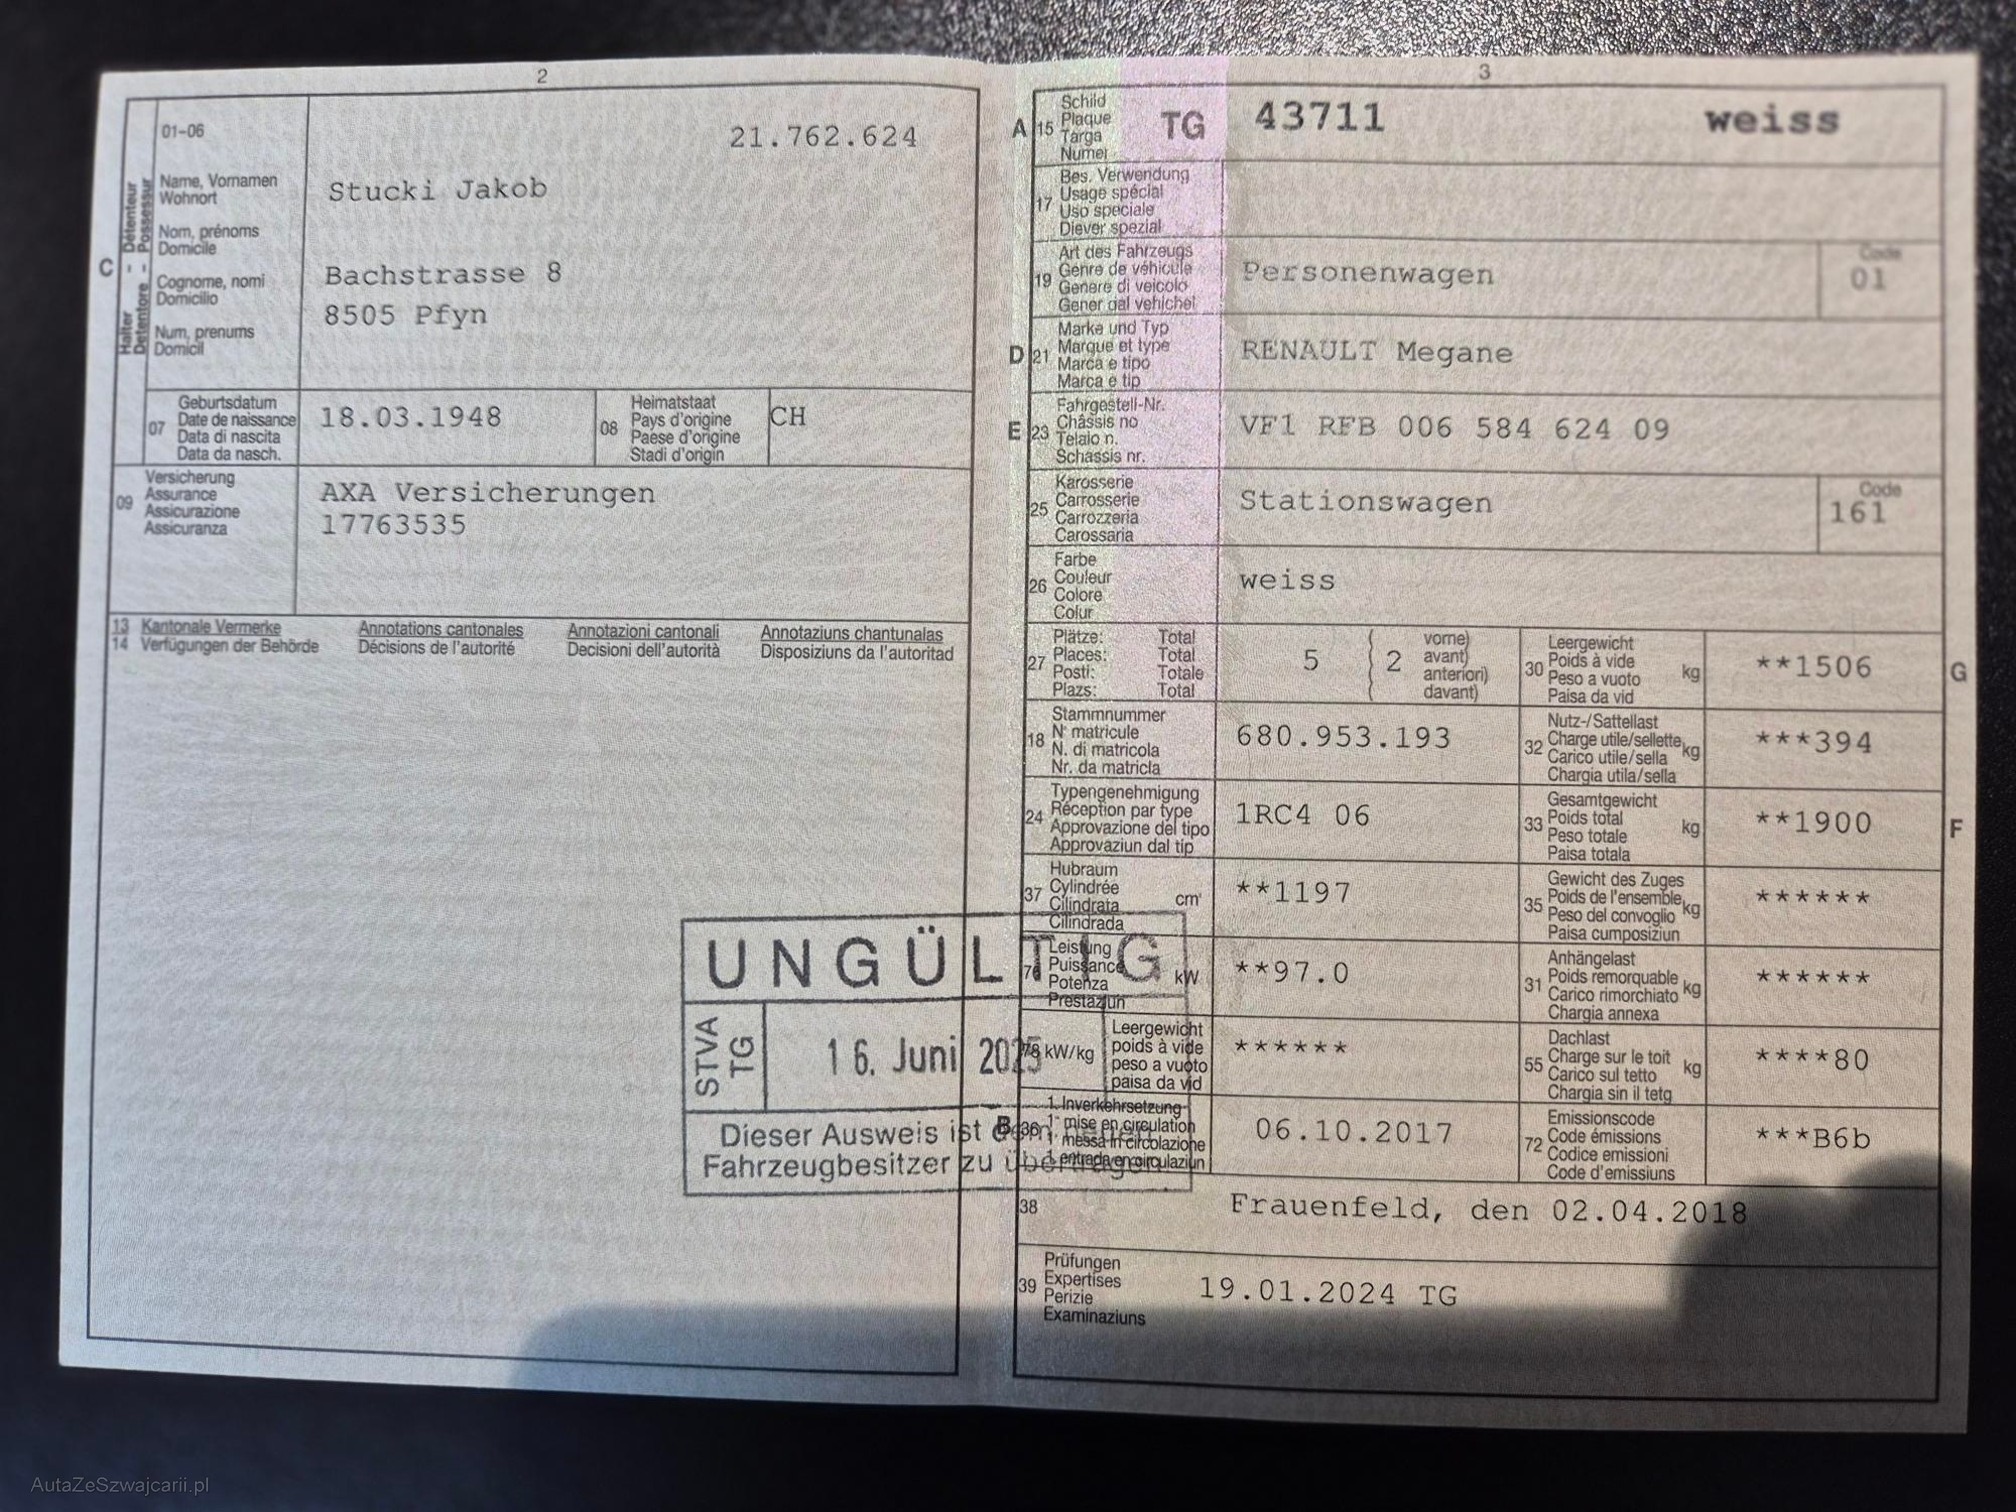 2
01-06
21.762.624
C
Halter - Détenteur
Detentore - Possessur
Name, Vornamen
Wohnort
Nom, prénoms
Domicile
Cognome, nomi
Domicilio
Num, prenums
Domicil
Stucki Jakob
Bachstrasse 8
8505 Pfyn
07
Geburtsdatum
Date de naissance
Data di nascita
Data da nasch.
18.03.1948
08
Heimatstaat
Pays d'origine
Paese d'origine
Stadi d'origin
CH
09
Versicherung
Assurance
Assicurazione
Assicuranza
AXA Versicherungen
17763535
13 Kantonale Vermerke Annotations cantonales Annotazioni cantonali Annotaziuns chantunalas
14 Verfügungen der Behörde Décisions de l'autorité Decisioni dell'autorità Disposiziuns da l'autoritad
UNGÜLTIG
STVA
TG
16. Juni 2025
Dieser Ausweis ist dem neuen
Fahrzeugbesitzer zu übertragen
3
A 15
Schild
Plaque
Targa
Numer
TG 43711 weiss
17
Bes. Verwendung
Usage spécial
Uso speciale
Diever spezial
19
Art des Fahrzeugs
Genre de véhicule
Genere di veicolo
Gener dal vehichel
Personenwagen
Code
01
D 21
Marke und Typ
Marque et type
Marca e tipo
Marca e tip
RENAULT Megane
E 23
Fahrgestell-Nr.
Châssis no
Telaio n.
Schassis nr.
VF1 RFB 006 584 624 09
25
Karosserie
Carrosserie
Carrozzeria
Carossaria
Stationswagen
Code
161
26
Farbe
Couleur
Colore
Colur
weiss
27
Plätze: Total
Places: Total
Posti: Totale
Plazs: Total
5
2
vorne)
avant)
anteriori)
davant)
30
Leergewicht
Poids à vide
Peso a vuoto
Paisa da vid
kg
**1506
G
18
Stammnummer
N° matricule
N. di matricola
Nr. da matricla
680.953.193
32
Nutz-/Sattellast
Charge utile/sellette
Carico utile/sella
Chargia utila/sella
kg
***394
24
Typengenehmigung
Réception par type
Approvazione del tipo
Approvaziun dal tip
1RC4 06
33
Gesamtgewicht
Poids total
Peso totale
Paisa totala
kg
**1900
F
37
Hubraum
Cylindrée
Cilindrata
Cilindrada
cm³
**1197
35
Gewicht des Zuges
Poids de l'ensemble
Peso del convoglio
Paisa cumposiziun
kg
******
76
Leistung
Puissance
Potenza
Prestaziun
kW
**97.0
31
Anhängelast
Poids remorquable
Carico rimorchiato
Chargia annexa
kg
******
78 kW/kg
Leergewicht
poids à vide
peso a vuoto
paisa da vid
******
55
Dachlast
Charge sur le toit
Carico sul tetto
Chargia sin il tetg
kg
****80
B 36
1. Inverkehrsetzung
1re mise en circulation
1a messa in circolazione
1. entrada en circulaziun
06.10.2017
72
Emissionscode
Code émissions
Codice emissioni
Code d'emissiuns
***B6b
38
Frauenfeld, den 02.04.2018
39
Prüfungen
Expertises
Perizie
Examinaziuns
19.01.2024 TG
AutaZeSzwajcarii.pl